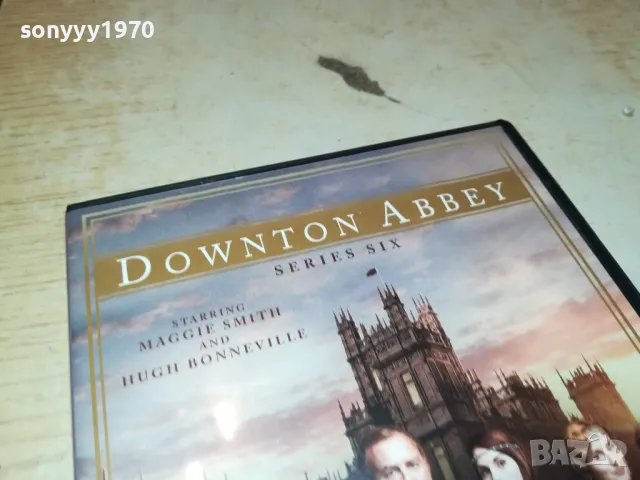 sonyyy1970
DOWNTON ABBEY
SERIES SIX
STARRING
MAGGIE SMITH
AND
HUGH BONNEVILLE
BAZAR